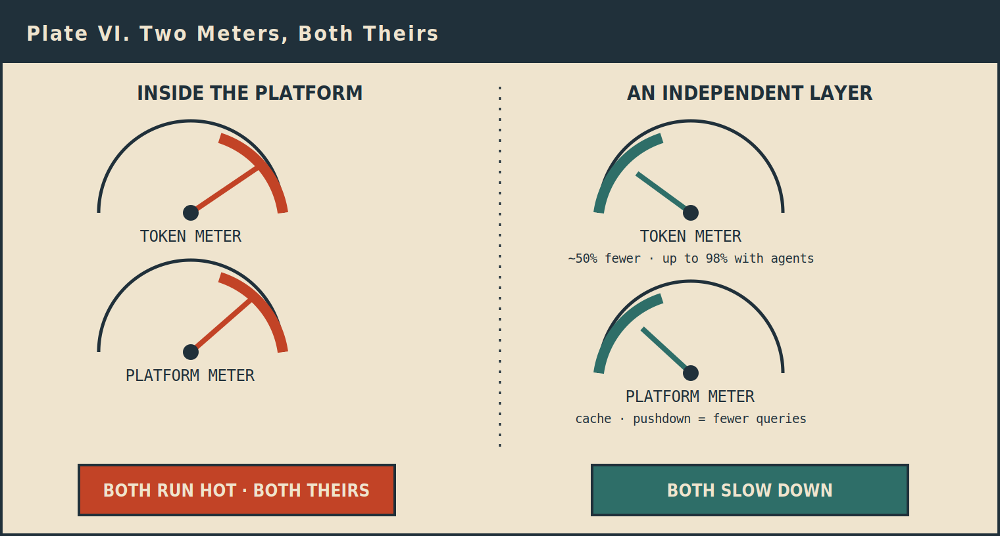 Plate VI. Two Meters, Both Theirs
INSIDE THE PLATFORM
TOKEN METER
PLATFORM METER
BOTH RUN HOT · BOTH THEIRS
AN INDEPENDENT LAYER
TOKEN METER
~50% fewer · up to 98% with agents
PLATFORM METER
cache · pushdown = fewer queries
BOTH SLOW DOWN